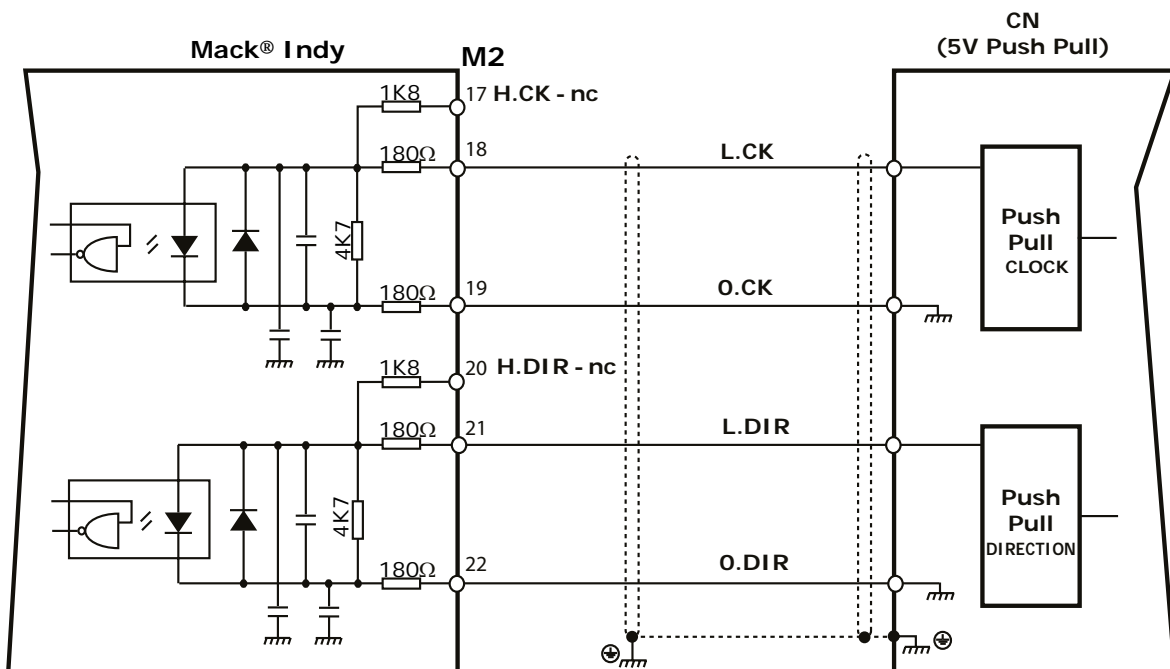 CN
(5V Push Pull)
Mack® Indy
M2
1K8
17 H.CK - nc
180Ω
18
L.CK
4K7
Push
Pull
CLOCK
180Ω
19
0.CK
1K8
20 H.DIR - nc
180Ω
21
L.DIR
4K7
Push
Pull
DIRECTION
180Ω
22
0.DIR